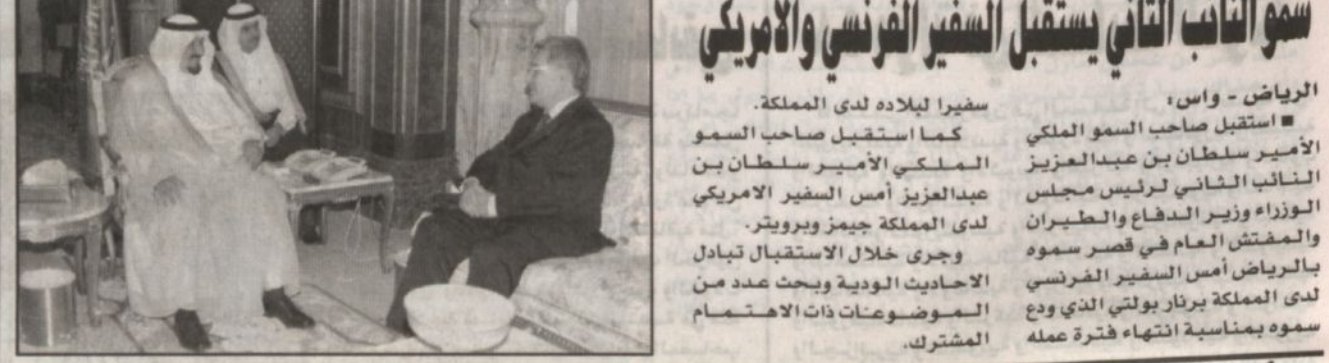 سمو النائب الثاني يستقبل السفير الفرنسي والامريكي
الرياض - واس:
■ استقبل صاحب السمو الملكي
الأمير سلطان بن عبدالعزيز
النائب الثاني لرئيس مجلس
الوزراء وزير الدفاع والطيران
والمفتش العام في قصر سموه
بالرياض أمس السفير الفرنسي
لدى المملكة برنار بولتي الذي ودع
سموه بمناسبة انتهاء فترة عمله
سفيرا لبلاده لدى المملكة.
كما استقبل صاحب السمو
الملكي الأمير سلطان بن
عبدالعزيز أمس السفير الامريكي
لدى المملكة جيمز وبرويتر.
وجرى خلال الاستقبال تبادل
الاحاديث الودية وبحث عدد من
الموضوعات ذات الاهتمام
المشترك.